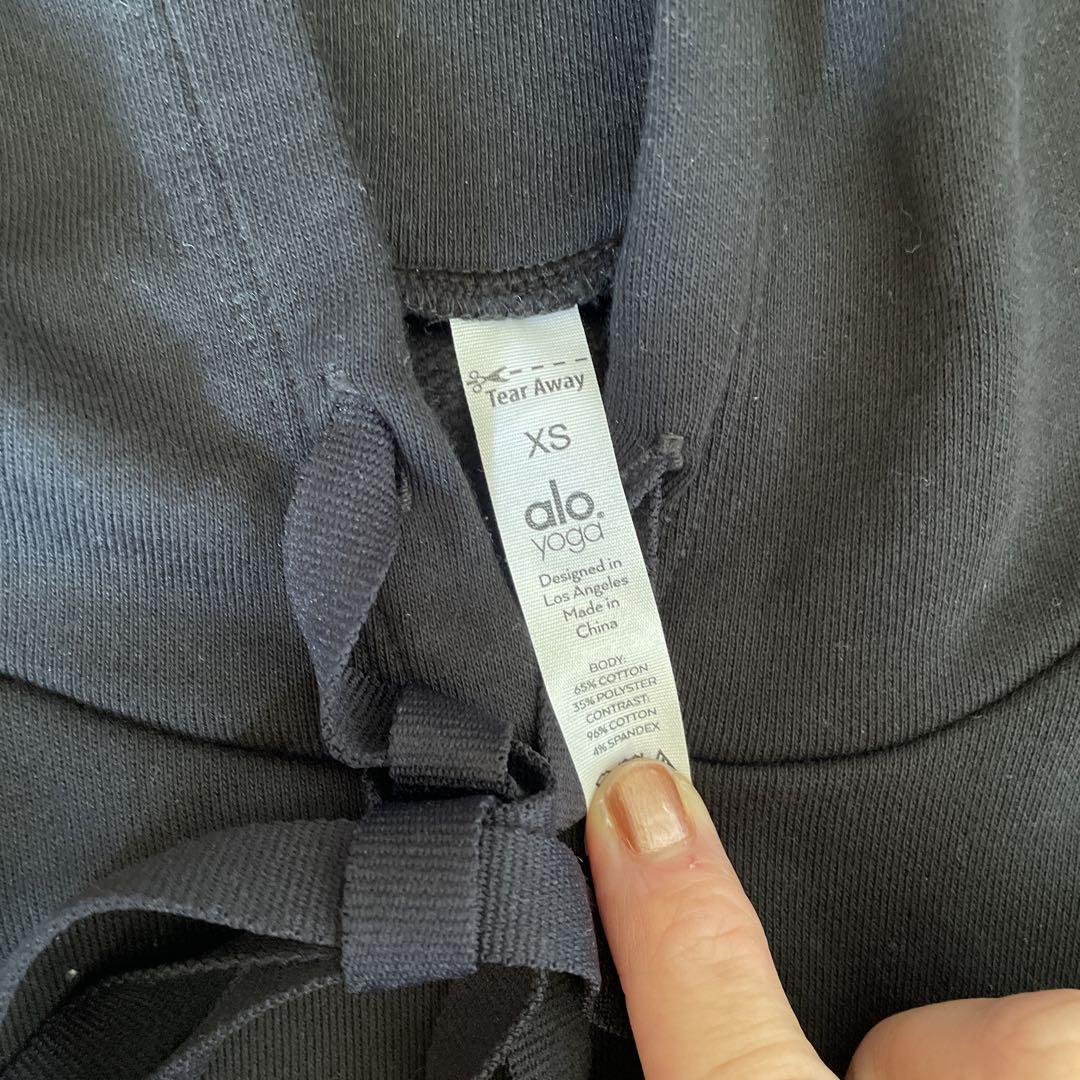 Tear Away
XS
alo.
yoga
Designed in
Los Angeles
Made in
China
BODY:
65% COTTON
35% POLYSTER
CONTRAST:
96% COTTON
4% SPANDEX